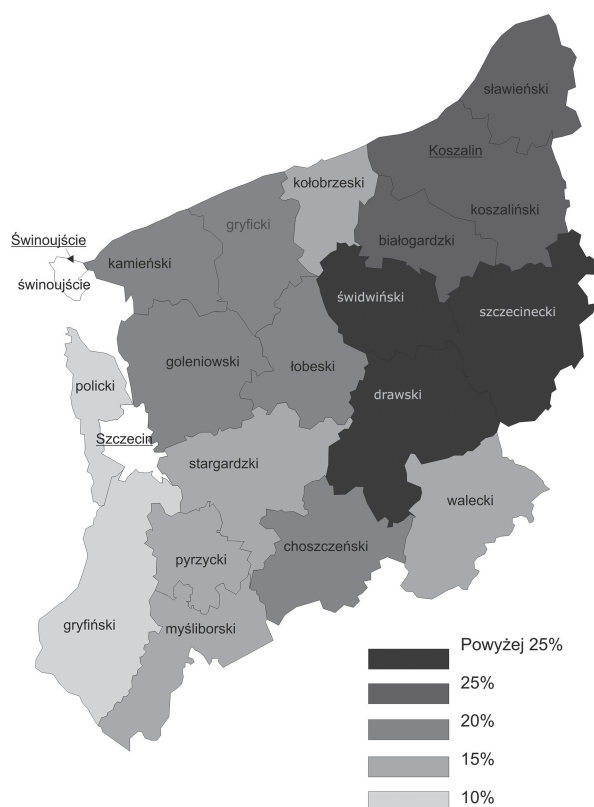 sławieński
Koszalin
kołobrzeski
koszaliński
gryficki
białogardzki
Świnoujście
kamieński
świnoujście
świdwiński
szczecinecki
goleniowski
łobeski
policki
drawski
Szczecin
stargardzki
walecki
choszczeński
pyrzycki
gryfiński
myśliborski
Powyżej 25%
25%
20%
15%
10%